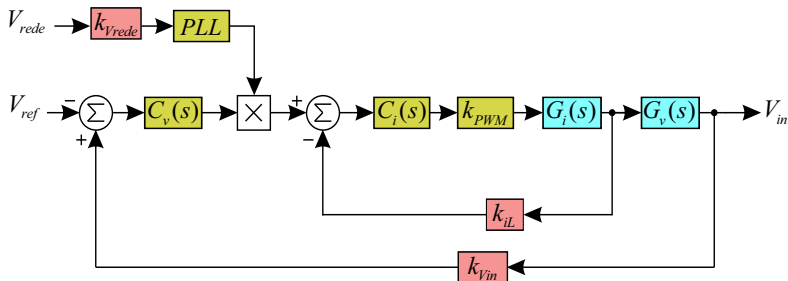 V_rede k_Vrede PLL
V_ref − Σ + C_v(s) × + Σ − C_i(s) k_PWM G_i(s) G_v(s) V_in
k_iL
k_Vin